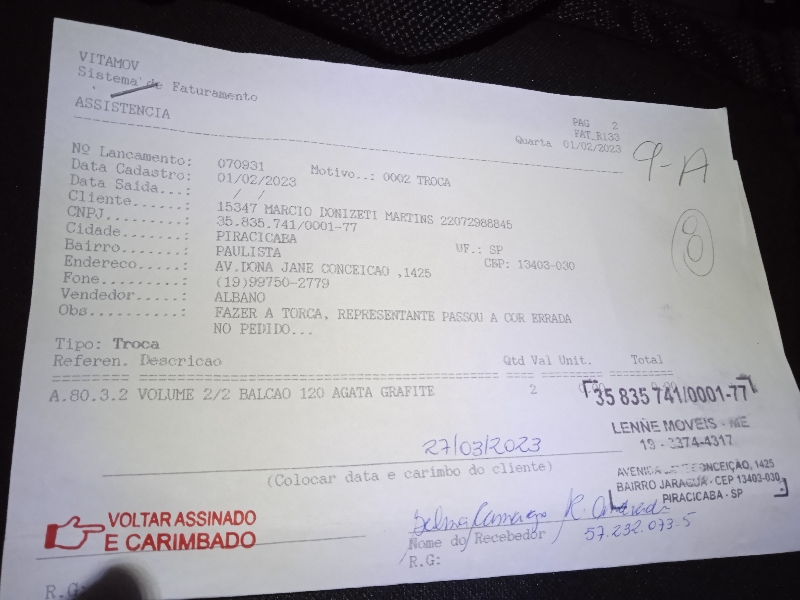 VITAMOV
Sistema de Faturamento
ASSISTENCIA
PAG 2
FAT_R133
Quarta 01/02/2023
9-A
8
Nº Lancamento: 070931 Motivo..: 0002 TROCA
Data Cadastro: 01/02/2023
Data Saida...: / /
Cliente......: 15347 MARCIO DONIZETI MARTINS 22072988845
CNPJ.........: 35.835.741/0001-77
Cidade.......: PIRACICABA UF.: SP
Bairro.......: PAULISTA CEP: 13403-030
Endereco.....: AV.DONA JANE CONCEICAO ,1425
Fone.........: (19)99750-2779
Vendedor.....: ALBANO
Obs..........: FAZER A TORCA, REPRESENTANTE PASSOU A COR ERRADA
NO PEDIDO...
Tipo: Troca
Referen. Descricao Qtd Val Unit. Total
A.80.3.2 VOLUME 2/2 BALCAO 120 AGATA GRAFITE 2
35 835 741/0001-77
LENNE MOVEIS - ME
19 - 3374-4317
27/03/2023
(Colocar data e carimbo do cliente)
AVENIDA CONCEIÇÃO, 1425
BAIRRO JARAGUA - CEP 13403-030
PIRACICABA - SP
VOLTAR ASSINADO
E CARIMBADO
Camargo R.
57.232.073-5
Nome do Recebedor
R.G:
R.G: